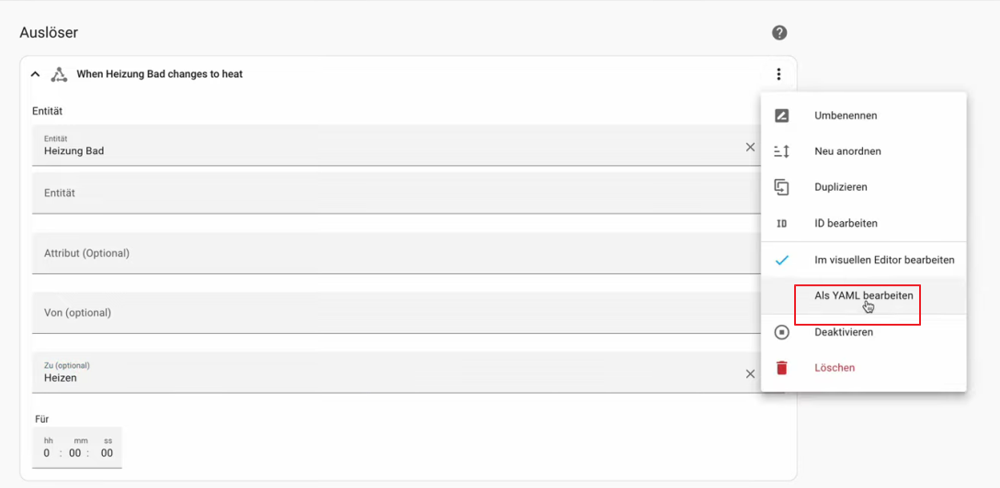 Auslöser
When Heizung Bad changes to heat
Entität
Entität
Heizung Bad
Entität
Attribut (Optional)
Von (optional)
Zu (optional)
Heizen
Für
hh mm ss
0 : 00 : 00
Umbenennen
Neu anordnen
Duplizieren
ID ID bearbeiten
Im visuellen Editor bearbeiten
Als YAML bearbeiten
Deaktivieren
Löschen